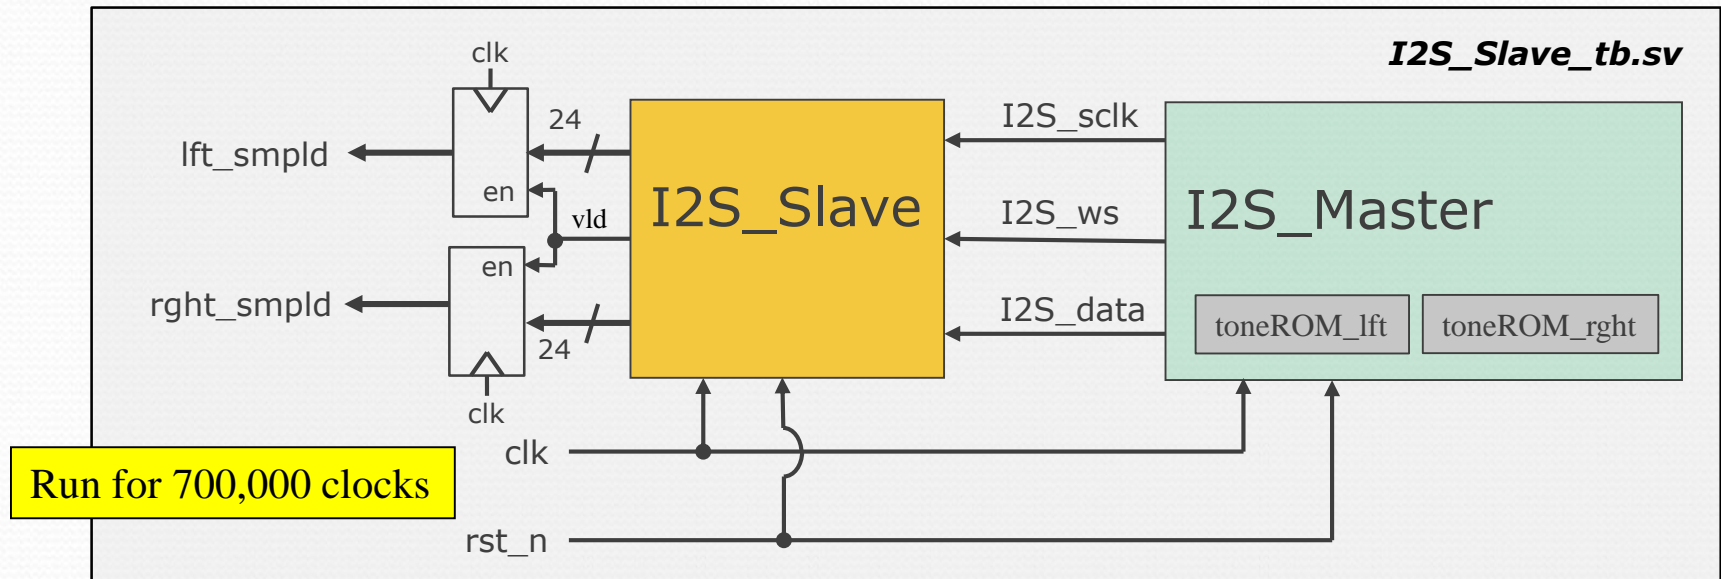 I2S_Slave_tb.sv
clk
24
lft_smpld
en
I2S_Slave
vld
en
rght_smpld
24
clk
I2S_sclk
I2S_ws
I2S_data
I2S_Master
toneROM_lft
toneROM_rght
clk
Run for 700,000 clocks
rst_n